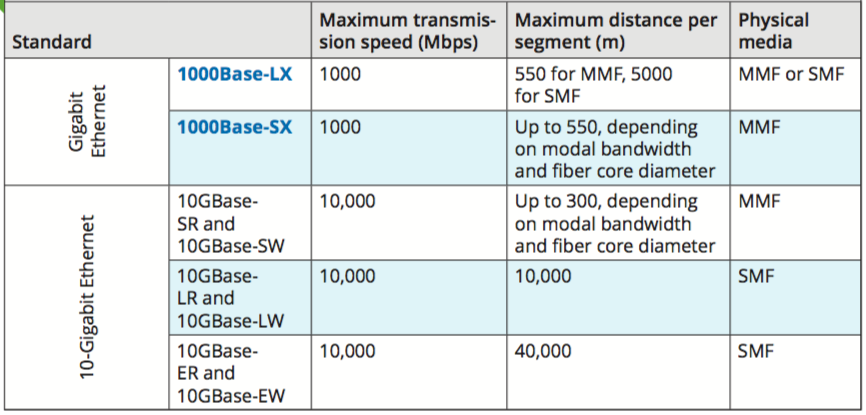 Standard
Maximum transmis-
sion speed (Mbps)
Maximum distance per
segment (m)
Physical
media
Gigabit
Ethernet
1000Base-LX
1000
550 for MMF, 5000
for SMF
MMF or SMF
1000Base-SX
1000
Up to 550, depending
on modal bandwidth
and fiber core diameter
MMF
10-Gigabit Ethernet
10GBase-
SR and
10GBase-SW
10,000
Up to 300, depending
on modal bandwidth
and fiber core diameter
MMF
10GBase-
LR and
10GBase-LW
10,000
10,000
SMF
10GBase-
ER and
10GBase-EW
10,000
40,000
SMF